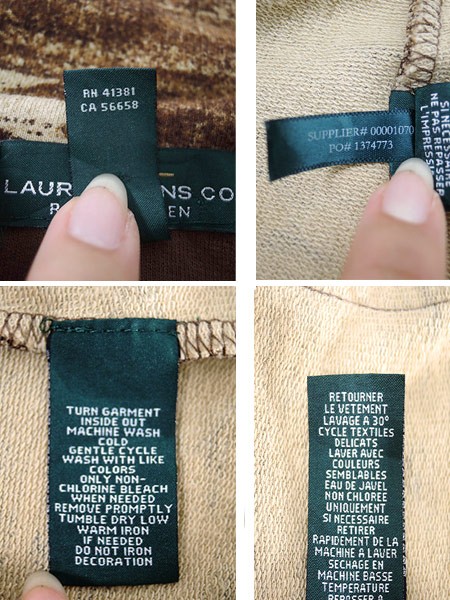 RN 41381
CA 56658
LAUR NS CO
EN
SUPPLIER# 00001070
PO# 1374773
SI NECESSAIRE
NE PAS REPASSER
TURN GARMENT
INSIDE OUT
MACHINE WASH
COLD
GENTLE CYCLE
WASH WITH LIKE
COLORS
ONLY NON-
CHLORINE BLEACH
WHEN NEEDED
REMOVE PROMPTLY
TUMBLE DRY LOW
WARM IRON
IF NEEDED
DO NOT IRON
DECORATION
RETOURNER
LE VETEMENT
LAVAGE A 30°
CYCLE TEXTILES
DELICATS
LAVER AVEC
COULEURS
SEMBLABLES
EAU DE JAVEL
NON CHLOREE
UNIQUEMENT
SI NECESSAIRE
RETIRER
RAPIDEMENT DE LA
MACHINE A LAVER
SECHAGE EN
MACHINE BASSE
TEMPERATURE
REPASSER A